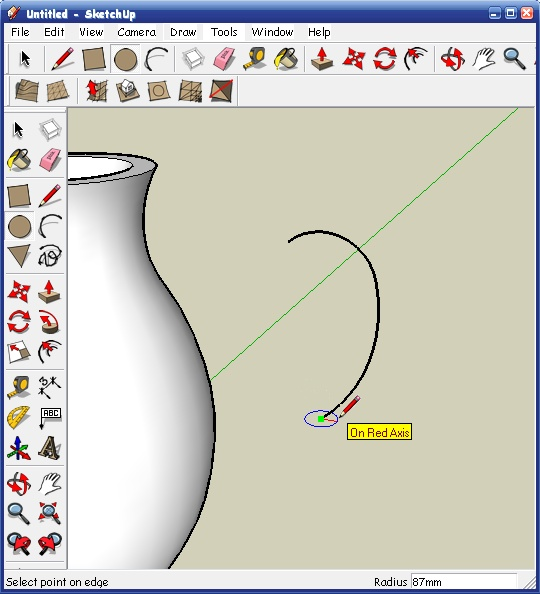 Untitled - SketchUp
File Edit View Camera Draw Tools Window Help
ABC
On Red Axis
Select point on edge Radius 87mm